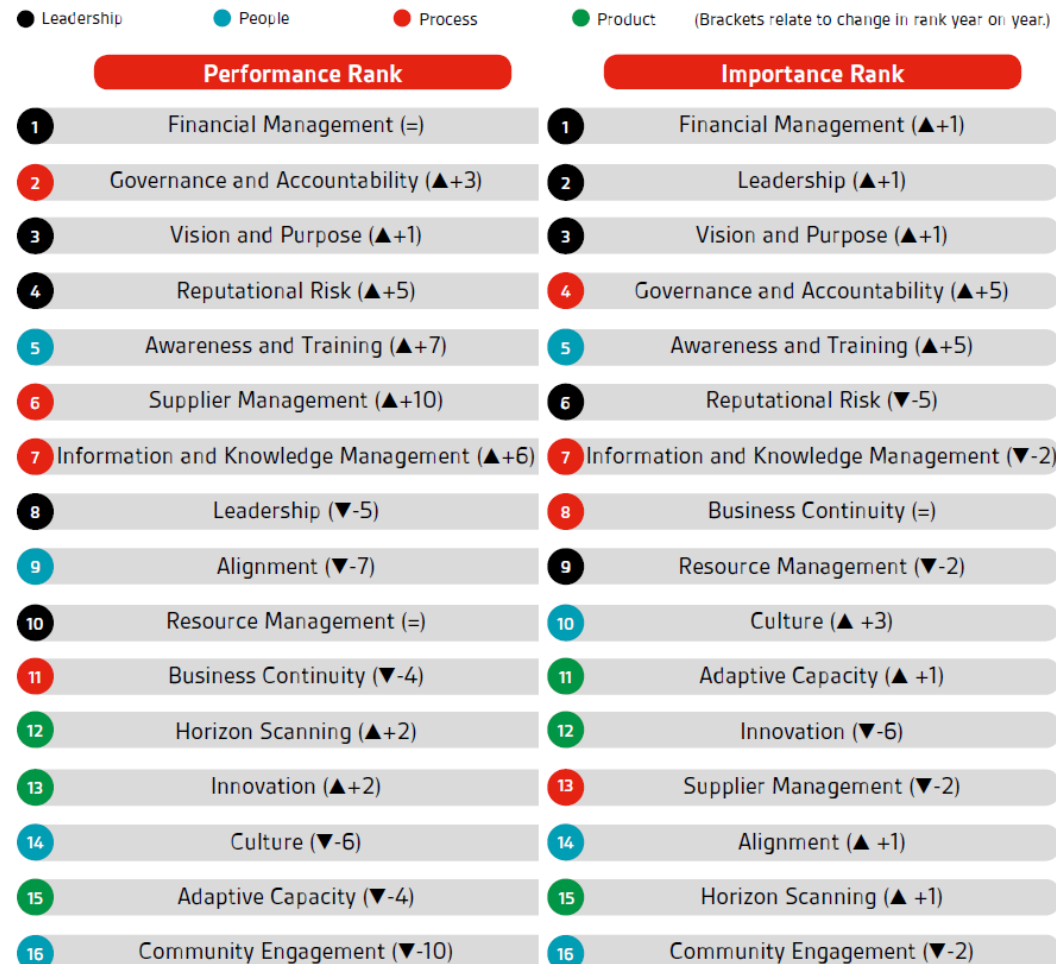 Leadership People Process Product (Brackets relate to change in rank year on year.)
Performance Rank Importance Rank
1 Financial Management (=) 1 Financial Management (▲+1)
2 Governance and Accountability (▲+3) 2 Leadership (▲+1)
3 Vision and Purpose (▲+1) 3 Vision and Purpose (▲+1)
4 Reputational Risk (▲+5) 4 Governance and Accountability (▲+5)
5 Awareness and Training (▲+7) 5 Awareness and Training (▲+5)
6 Supplier Management (▲+10) 6 Reputational Risk (▼-5)
7 Information and Knowledge Management (▲+6) 7 Information and Knowledge Management (▼-2)
8 Leadership (▼-5) 8 Business Continuity (=)
9 Alignment (▼-7) 9 Resource Management (▼-2)
10 Resource Management (=) 10 Culture (▲ +3)
11 Business Continuity (▼-4) 11 Adaptive Capacity (▲ +1)
12 Horizon Scanning (▲+2) 12 Innovation (▼-6)
13 Innovation (▲+2) 13 Supplier Management (▼-2)
14 Culture (▼-6) 14 Alignment (▲ +1)
15 Adaptive Capacity (▼-4) 15 Horizon Scanning (▲ +1)
16 Community Engagement (▼-10) 16 Community Engagement (▼-2)